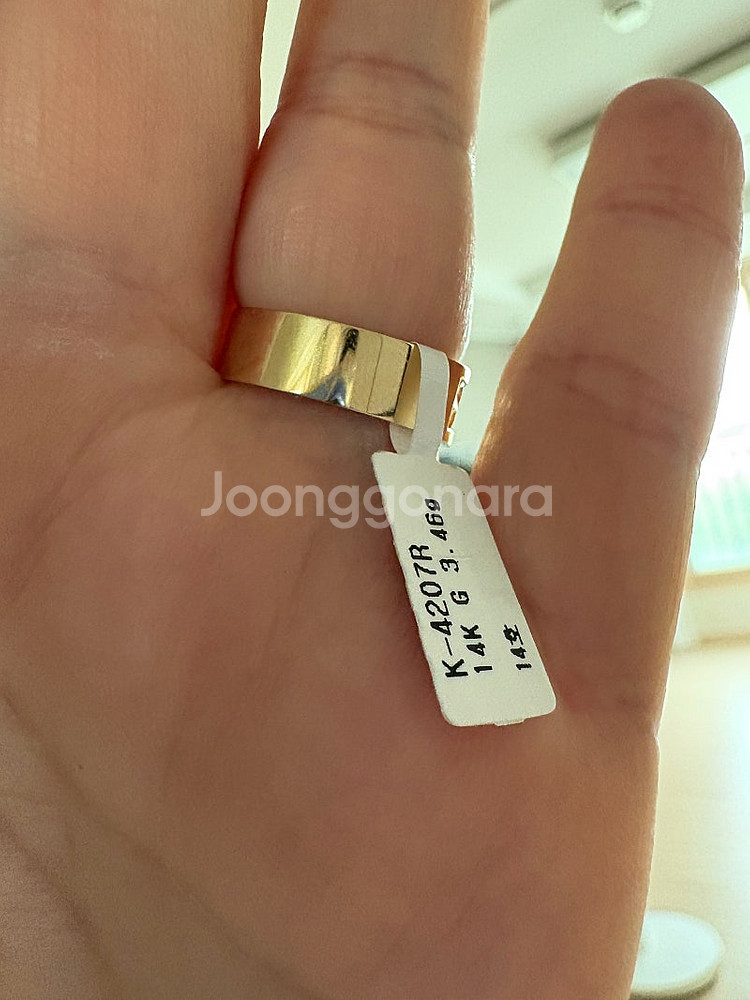 Joonggonara
K-4207R
14K G 3.46g
14호